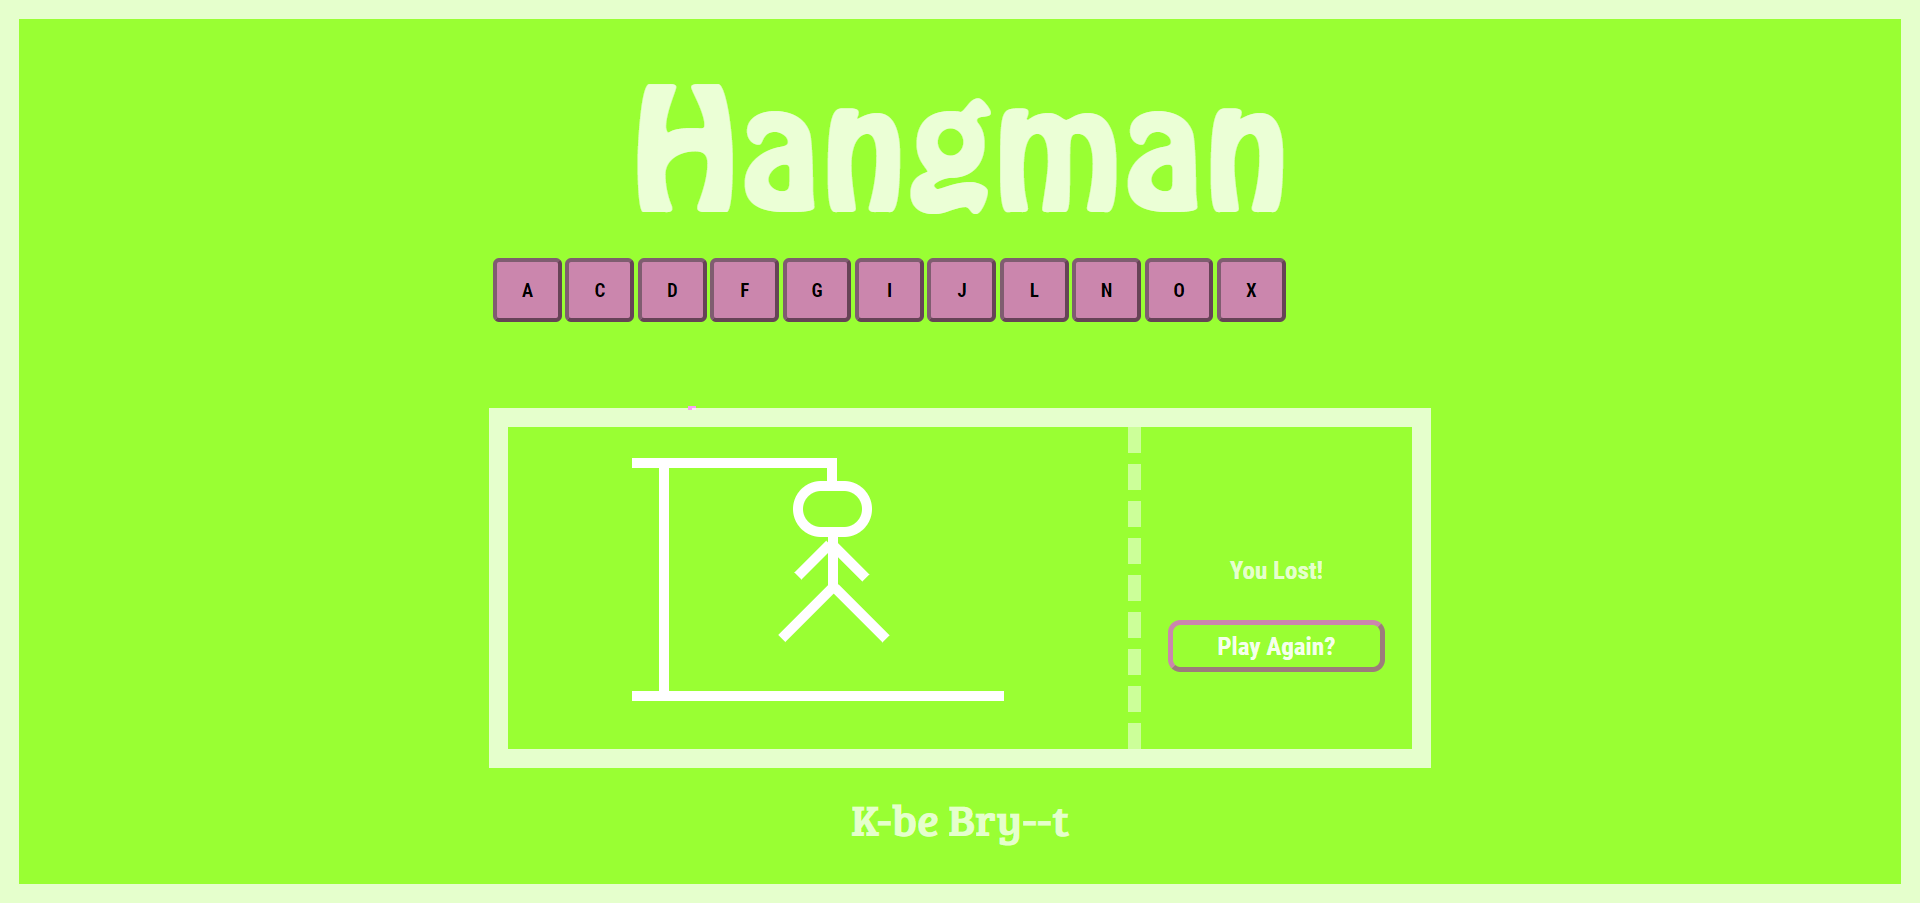 Hangman
A C D F G I J L N O X
You Lost!
Play Again?
K-be Bry--t